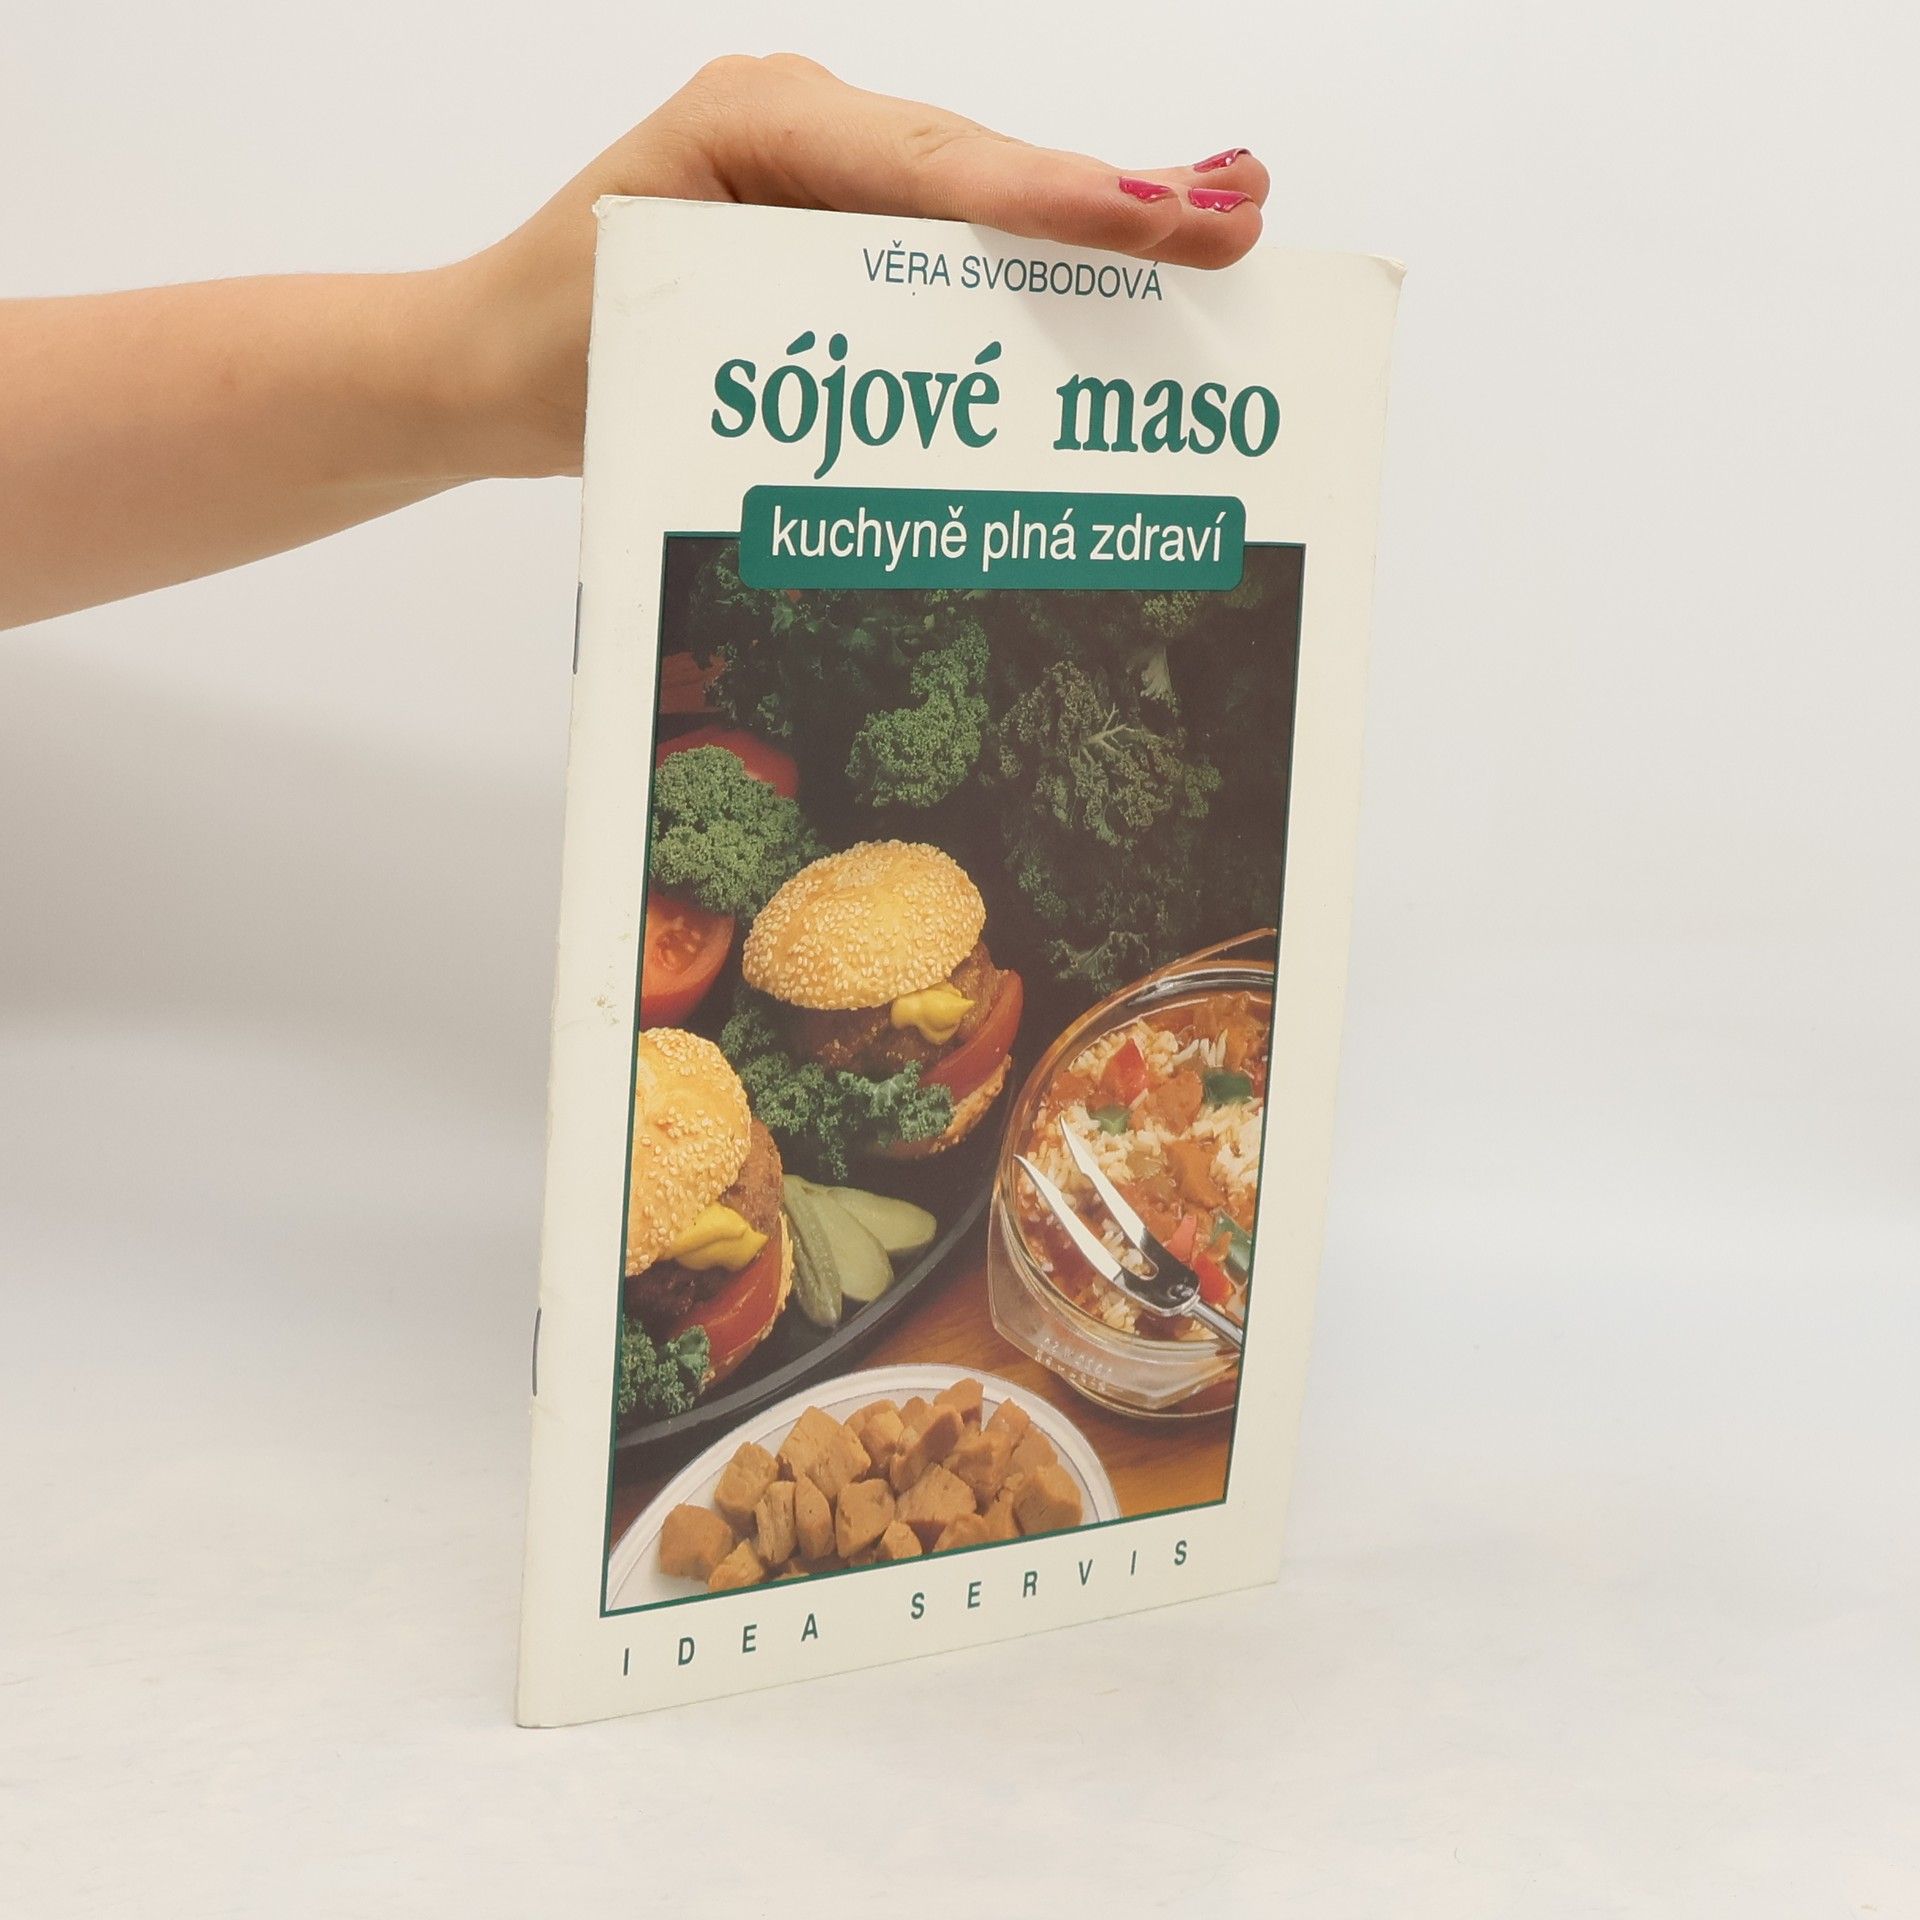 VĚRA SVOBODOVÁ
sójové maso
kuchyně plná zdraví
IDEA SERVIS